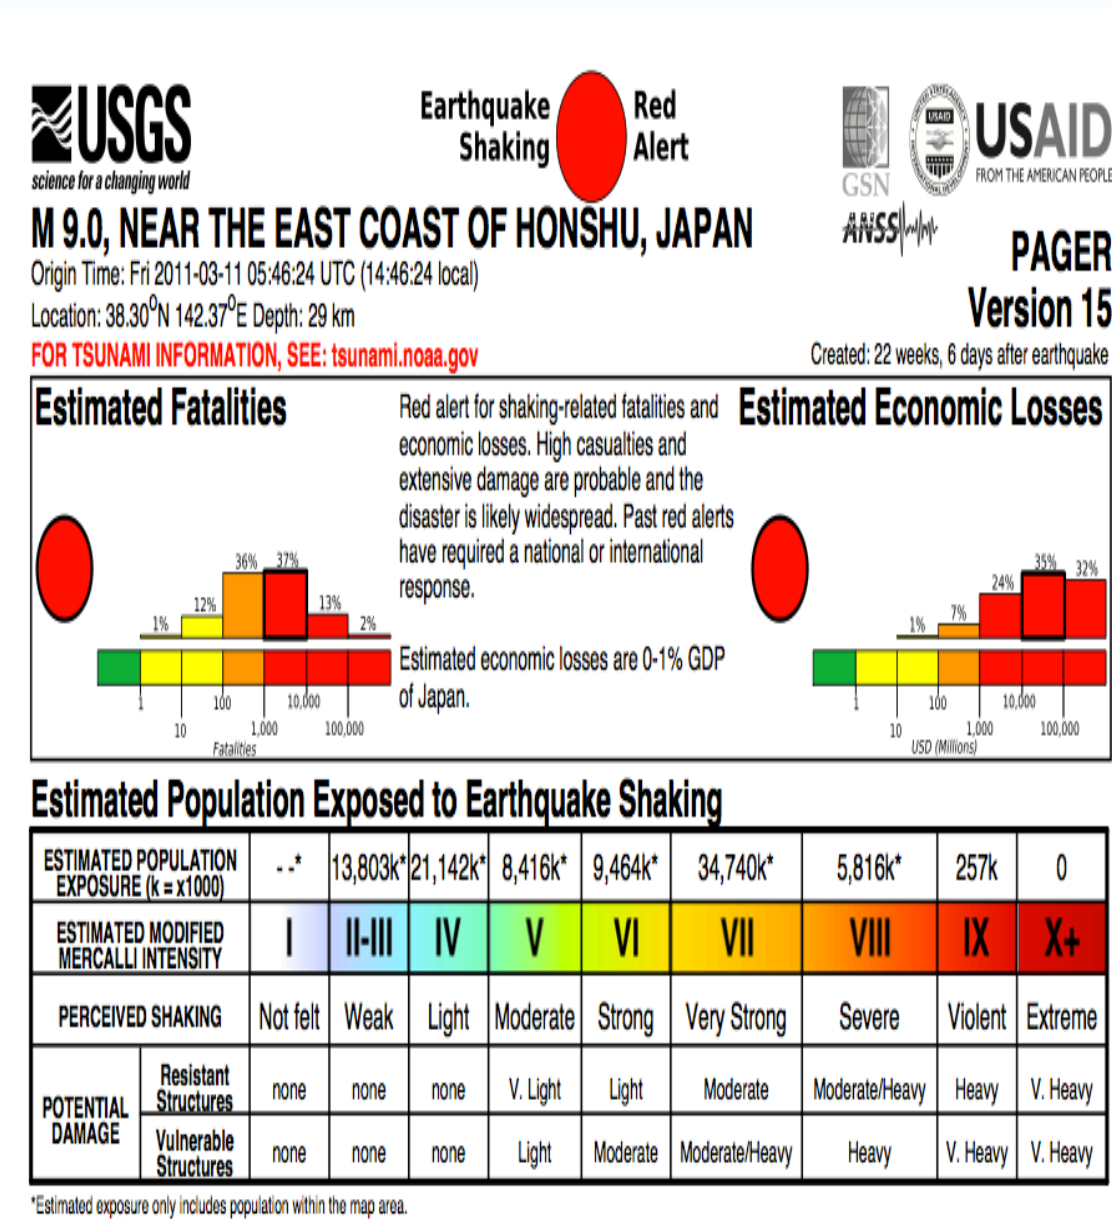 USGS
science for a changing world
Earthquake Shaking
Red Alert
GSN
UNITED STATES AGENCY
INTERNATIONAL DEVELOPMENT
USAID
USAID
FROM THE AMERICAN PEOPLE
ANSS
M 9.0, NEAR THE EAST COAST OF HONSHU, JAPAN
Origin Time: Fri 2011-03-11 05:46:24 UTC (14:46:24 local)
Location: 38.30ºN 142.37ºE Depth: 29 km
FOR TSUNAMI INFORMATION, SEE: tsunami.noaa.gov
PAGER
Version 15
Created: 22 weeks, 6 days after earthquake
Estimated Fatalities
1% 12% 36% 37% 13% 2%
1 100 10,000
10 1,000 100,000
Fatalities
Red alert for shaking-related fatalities and
economic losses. High casualties and
extensive damage are probable and the
disaster is likely widespread. Past red alerts
have required a national or international
response.
Estimated economic losses are 0-1% GDP
of Japan.
Estimated Economic Losses
1% 7% 24% 35% 32%
1 100 10,000
10 1,000 100,000
USD (Millions)
Estimated Population Exposed to Earthquake Shaking
ESTIMATED POPULATION EXPOSURE (k = x1000) - -* 13,803k* 21,142k* 8,416k* 9,464k* 34,740k* 5,816k* 257k 0
ESTIMATED MODIFIED MERCALLI INTENSITY I II-III IV V VI VII VIII IX X+
PERCEIVED SHAKING Not felt Weak Light Moderate Strong Very Strong Severe Violent Extreme
POTENTIAL DAMAGE
Resistant Structures none none none V. Light Light Moderate Moderate/Heavy Heavy V. Heavy
Vulnerable Structures none none none Light Moderate Moderate/Heavy Heavy V. Heavy V. Heavy
*Estimated exposure only includes population within the map area.